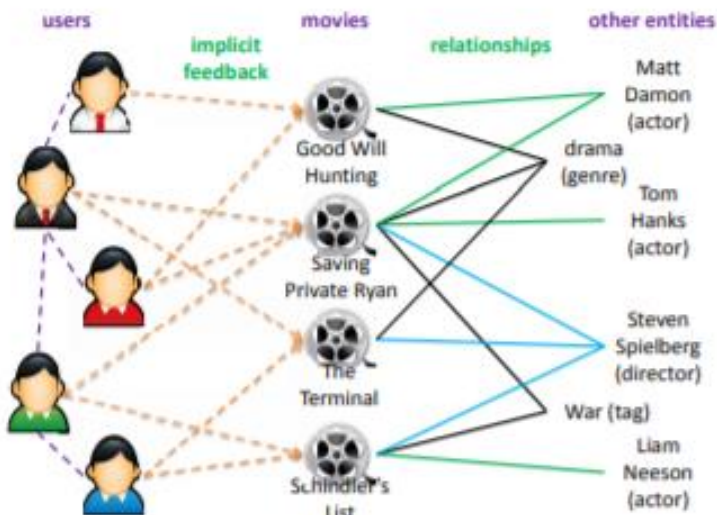 users
movies
other entities
implicit
feedback
relationships
Matt
Damon
(actor)
Good Will
Hunting
drama
(genre)
Tom
Hanks
(actor)
Saving
Private Ryan
Steven
Spielberg
(director)
The
Terminal
War (tag)
Liam
Neeson
(actor)
Schindler's
List